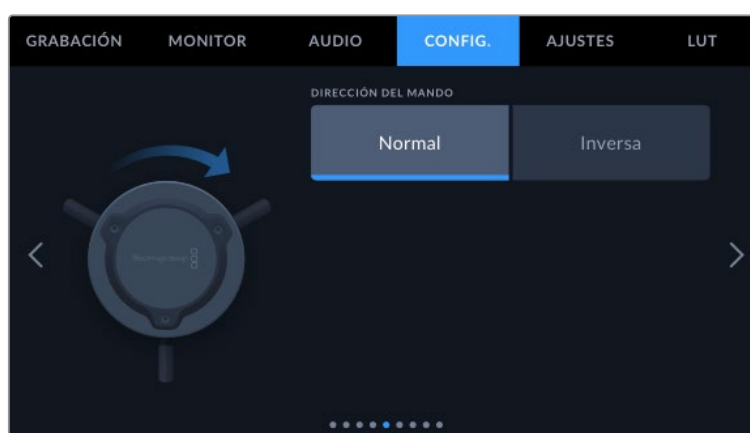 GRABACIÓN MONITOR AUDIO CONFIG. AJUSTES LUT
DIRECCIÓN DEL MANDO
Normal Inversa